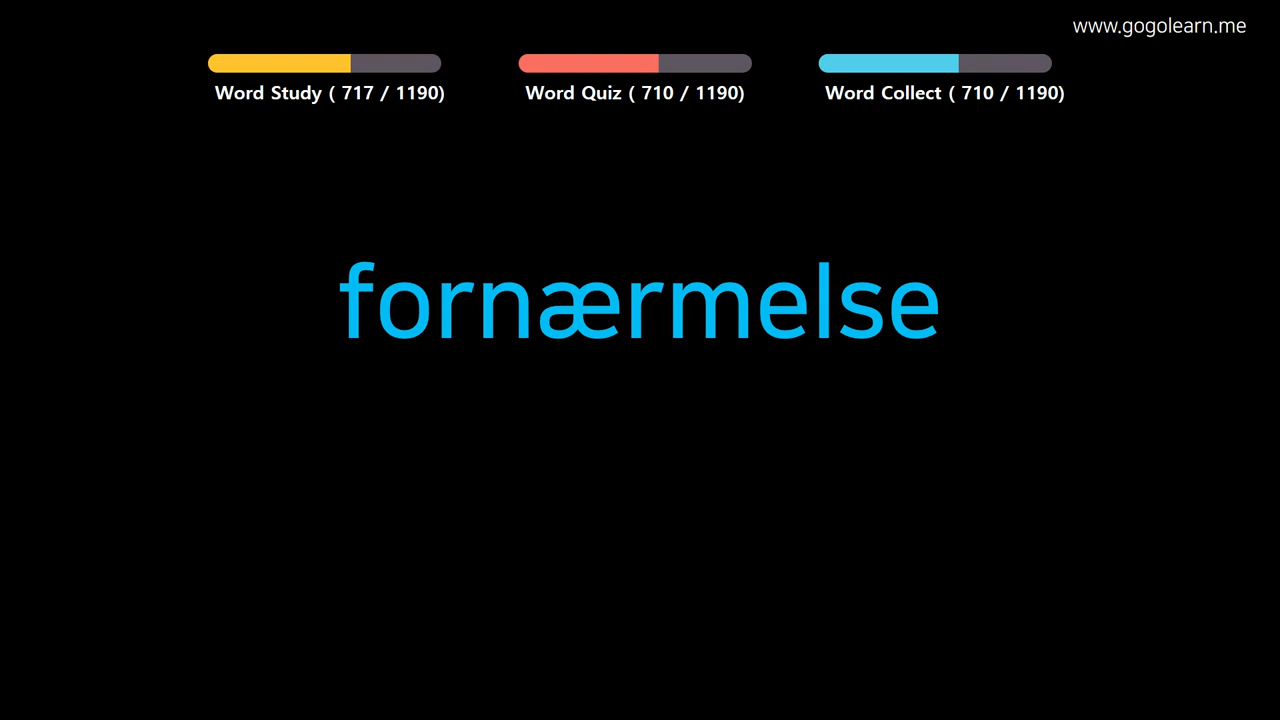 www.gogolearn.me
Word Study ( 717 / 1190)
Word Quiz ( 710 / 1190)
Word Collect ( 710 / 1190)
fornærmelse